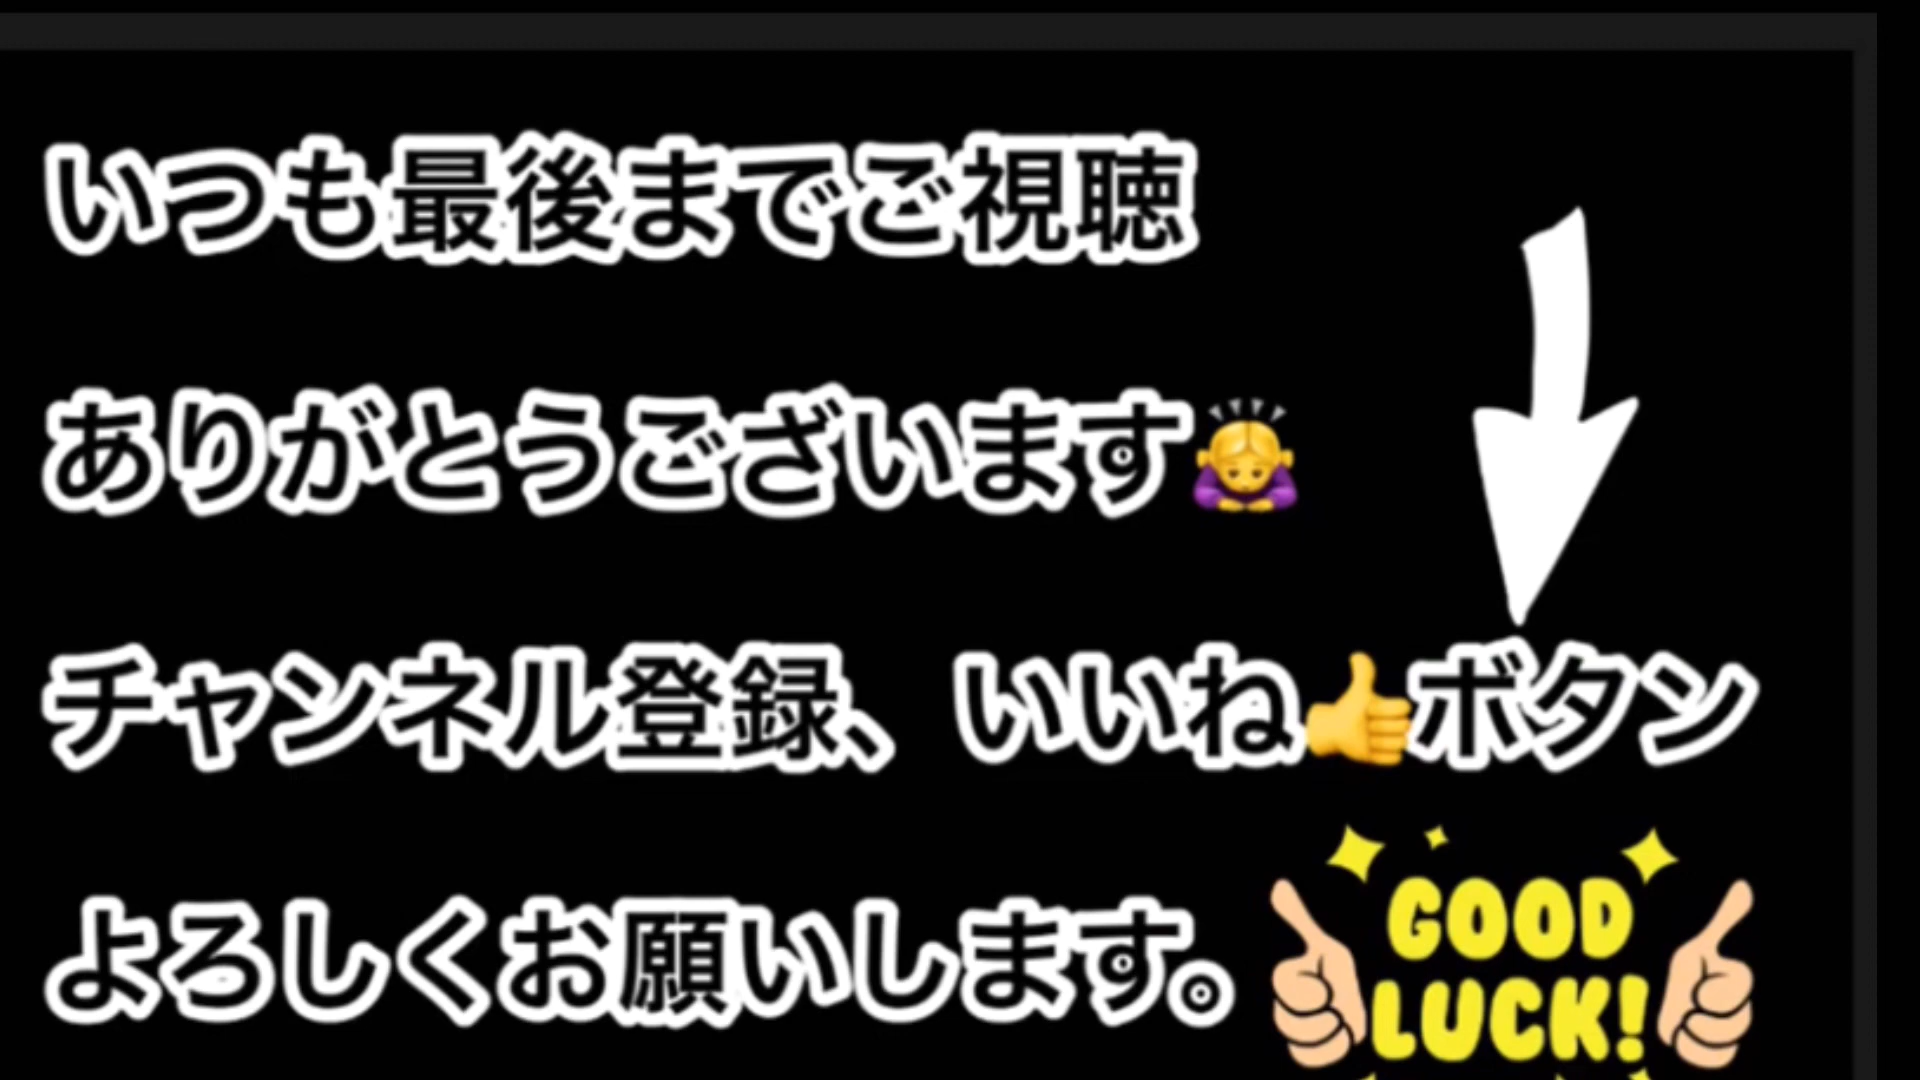 いつも最後までご視聴
ありがとうございます🙇‍♀️
チャンネル登録、いいね👍ボタン
よろしくお願いします。
GOOD
LUCK!